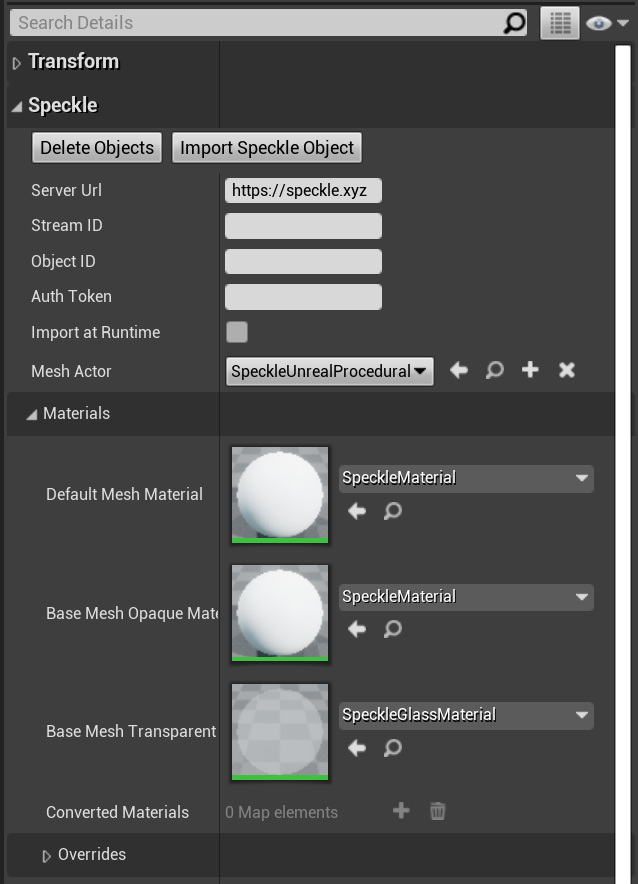 Search Details
Transform
Speckle
Delete Objects Import Speckle Object
Server Url https://speckle.xyz
Stream ID
Object ID
Auth Token
Import at Runtime
Mesh Actor SpeckleUnrealProcedural
Materials
Default Mesh Material SpeckleMaterial
Base Mesh Opaque Mate SpeckleMaterial
Base Mesh Transparent SpeckleGlassMaterial
Converted Materials 0 Map elements
Overrides